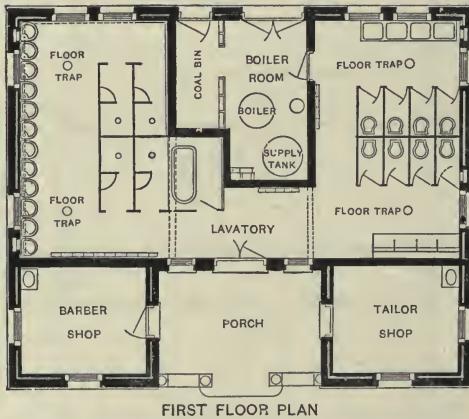 FLOOR
TRAP
COAL BIN
BOILER
ROOM
FLOOR TRAP
BOILER
SUPPLY
TANK
FLOOR
TRAP
FLOOR TRAP
LAVATORY
BARBER
SHOP
PORCH
TAILOR
SHOP
FIRST FLOOR PLAN